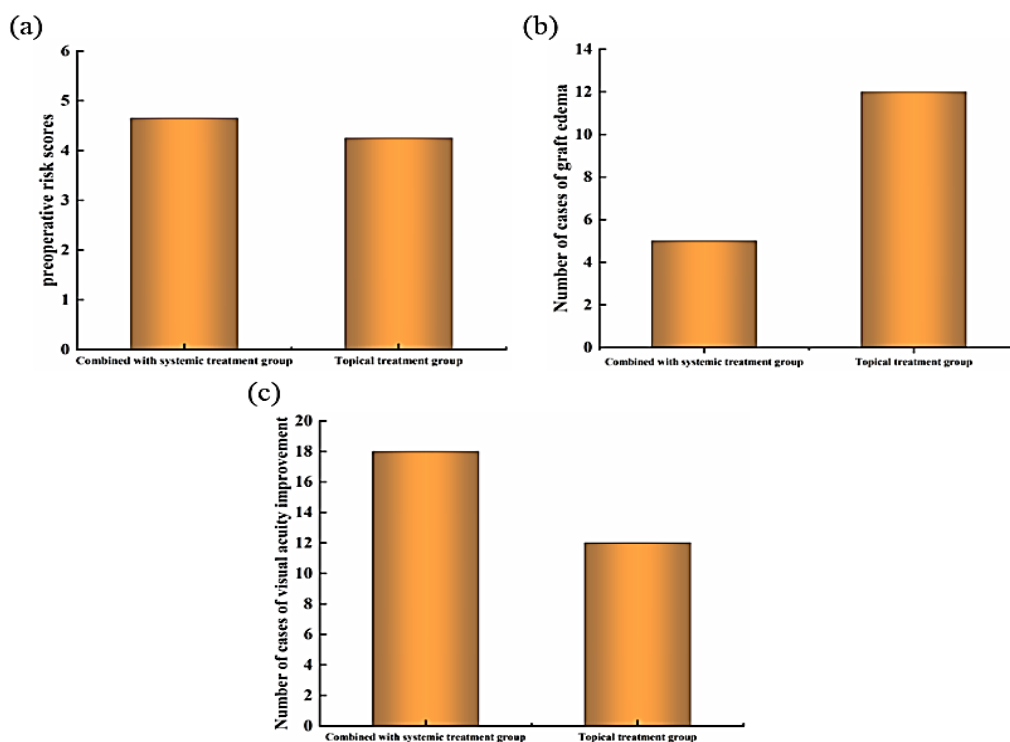 (a)
preoperative risk scores
6
5
4
3
2
1
0
Combined with systemic treatment group
Topical treatment group
(b)
Number of cases of graft edema
14
12
10
8
6
4
2
0
Combined with systemic treatment group
Topical treatment group
(c)
Number of cases of visual acuity improvement
20
18
16
14
12
10
8
6
4
2
0
Combined with systemic treatment group
Topical treatment group